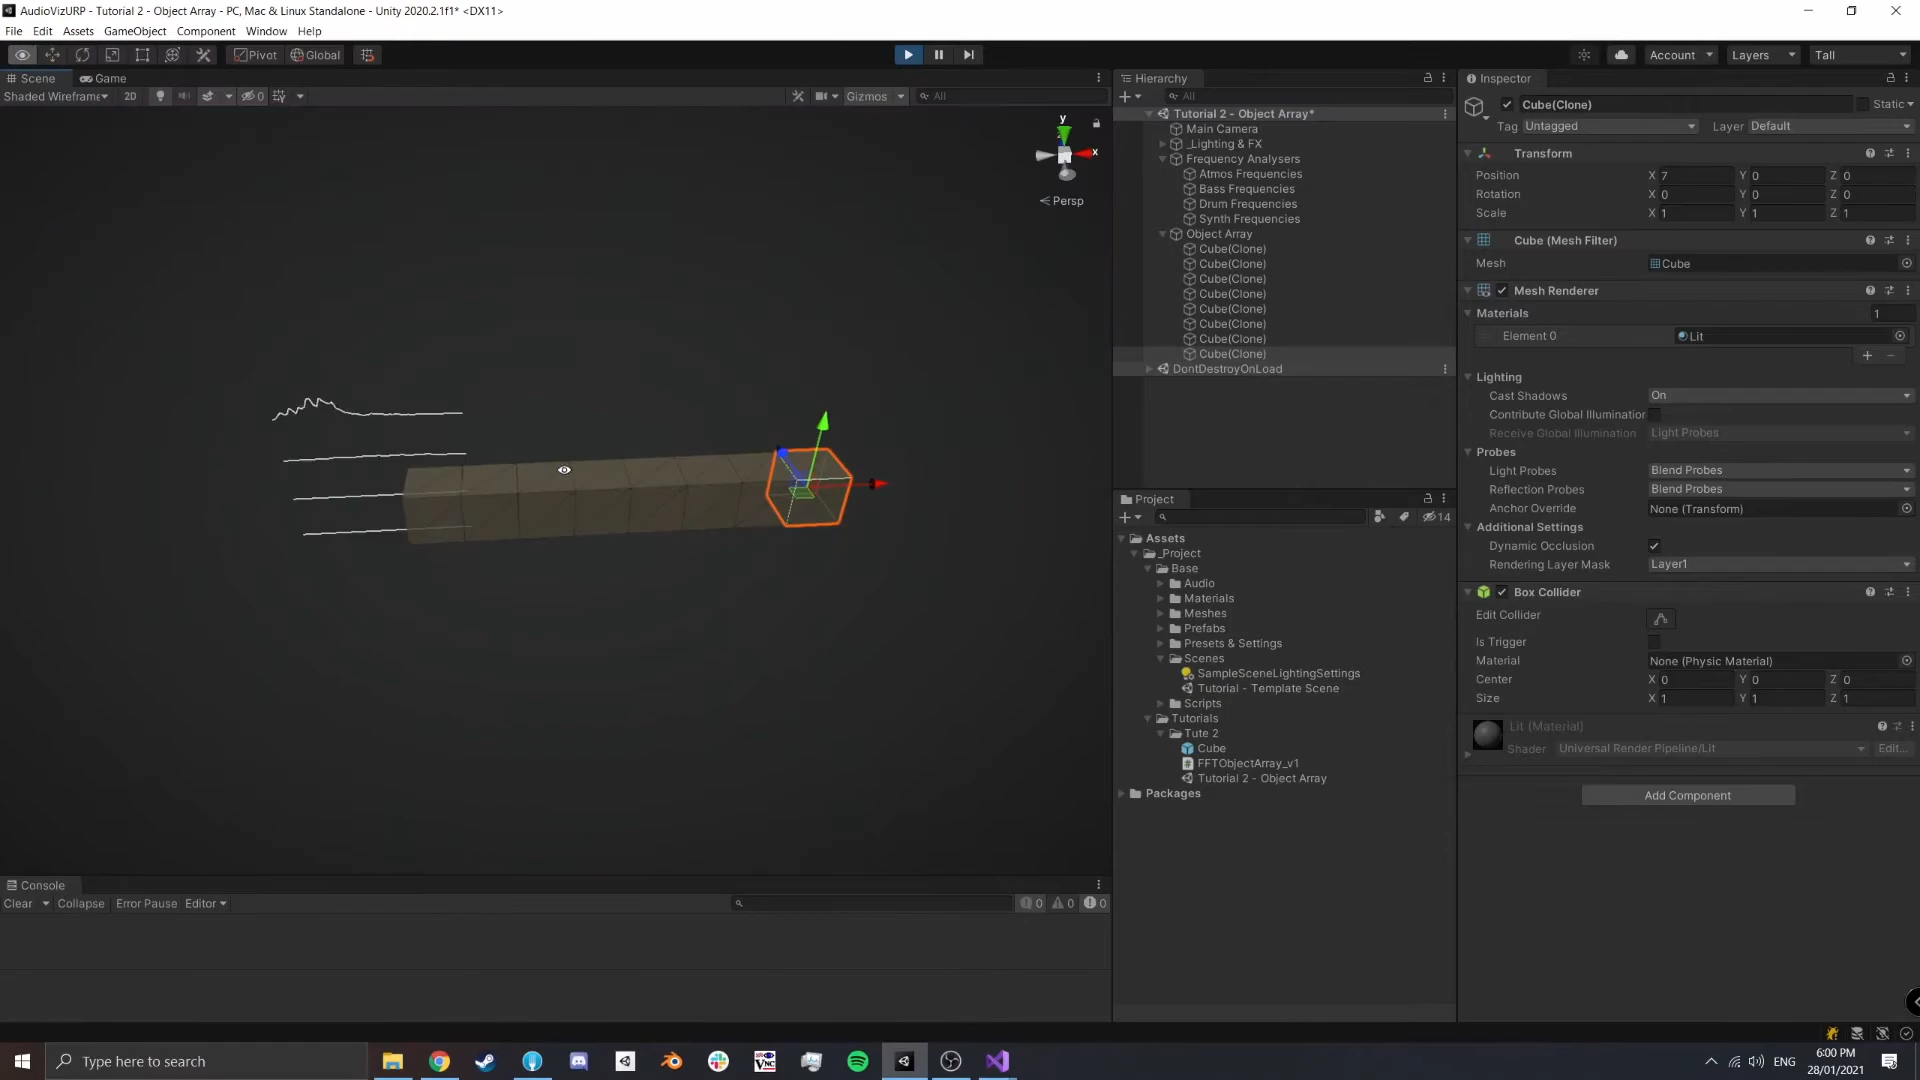 AudioVizURP - Tutorial 2 - Object Array - PC, Mac & Linux Standalone - Unity 2020.2.1f1* <DX11>
File Edit Assets GameObject Component Window Help
Pivot Global Account Layers Tall
Scene Game
Shaded Wireframe 2D 0 Gizmos All
y
x
Persp
Hierarchy
All
Tutorial 2 - Object Array*
Main Camera
_Lighting & FX
Frequency Analysers
Atmos Frequencies
Bass Frequencies
Drum Frequencies
Synth Frequencies
Object Array
Cube(Clone)
Cube(Clone)
Cube(Clone)
Cube(Clone)
Cube(Clone)
Cube(Clone)
Cube(Clone)
Cube(Clone)
DontDestroyOnLoad
Project
14
Assets
_Project
Base
Audio
Materials
Meshes
Prefabs
Presets & Settings
Scenes
SampleSceneLightingSettings
Tutorial - Template Scene
Scripts
Tutorials
Tute 2
Cube
FFTObjectArray_v1
Tutorial 2 - Object Array
Packages
Inspector
Cube(Clone) Static
Tag Untagged Layer Default
Transform
Position X 7 Y 0 Z 0
Rotation X 0 Y 0 Z 0
Scale X 1 Y 1 Z 1
Cube (Mesh Filter)
Mesh Cube
Mesh Renderer
Materials 1
Element 0 Lit
Lighting
Cast Shadows On
Contribute Global Illumination
Receive Global Illumination Light Probes
Probes
Light Probes Blend Probes
Reflection Probes Blend Probes
Anchor Override None (Transform)
Additional Settings
Dynamic Occlusion
Rendering Layer Mask Layer1
Box Collider
Edit Collider
Is Trigger
Material None (Physic Material)
Center X 0 Y 0 Z 0
Size X 1 Y 1 Z 1
Lit (Material)
Shader Universal Render Pipeline/Lit Edit...
Add Component
Console
Clear Collapse Error Pause Editor 0 0 0
Type here to search
ENG
6:00 PM
28/01/2021